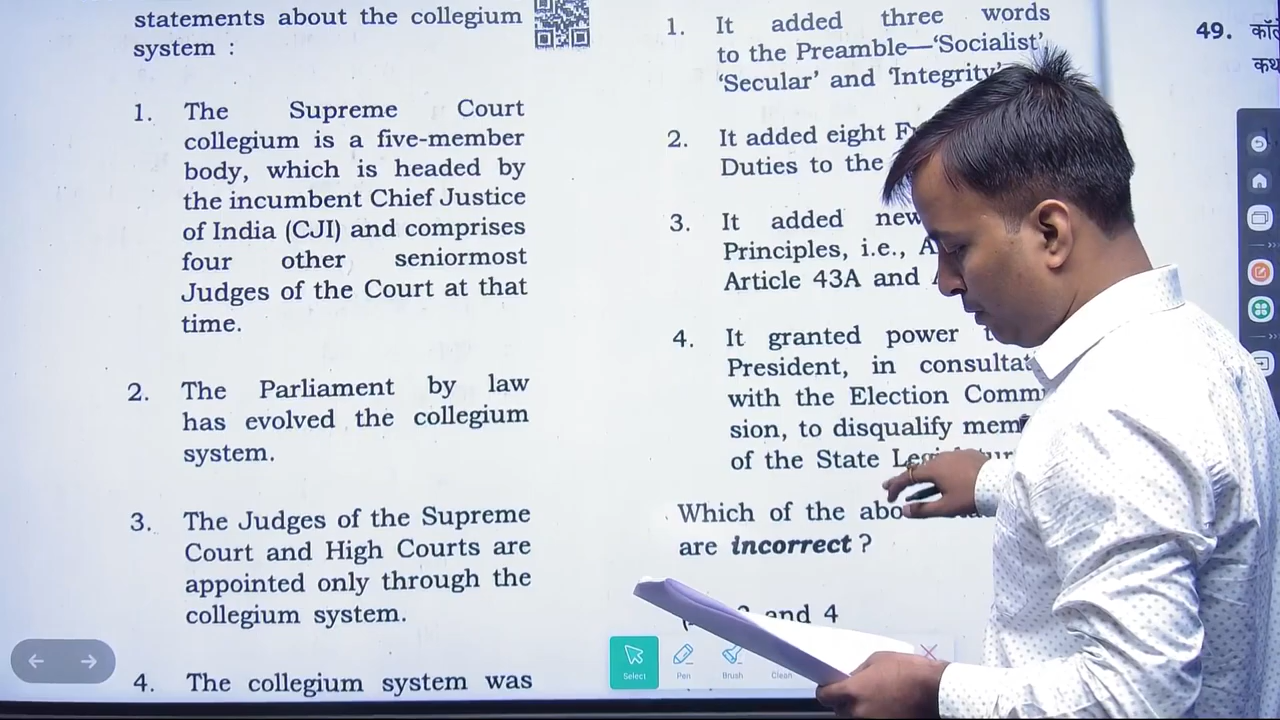 statements about the collegium
system :
1. The Supreme Court
collegium is a five-member
body, which is headed by
the incumbent Chief Justice
of India (CJI) and comprises
four other seniormost
Judges of the Court at that
time.
2. The Parliament by law
has evolved the collegium
system.
3. The Judges of the Supreme
Court and High Courts are
appointed only through the
collegium system.
4. The collegium system was
1. It added three words
to the Preamble—‘Socialist’,
‘Secular’ and ‘Integrity’
2. It added eight
Duties to the
3. It added new
Principles, i.e.,
Article 43A and
4. It granted power
President, in
with the Election
sion, to disqualify
of the State
Which of the
are incorrect ?
and 4
49.
Select
Pen
Brush
Clean